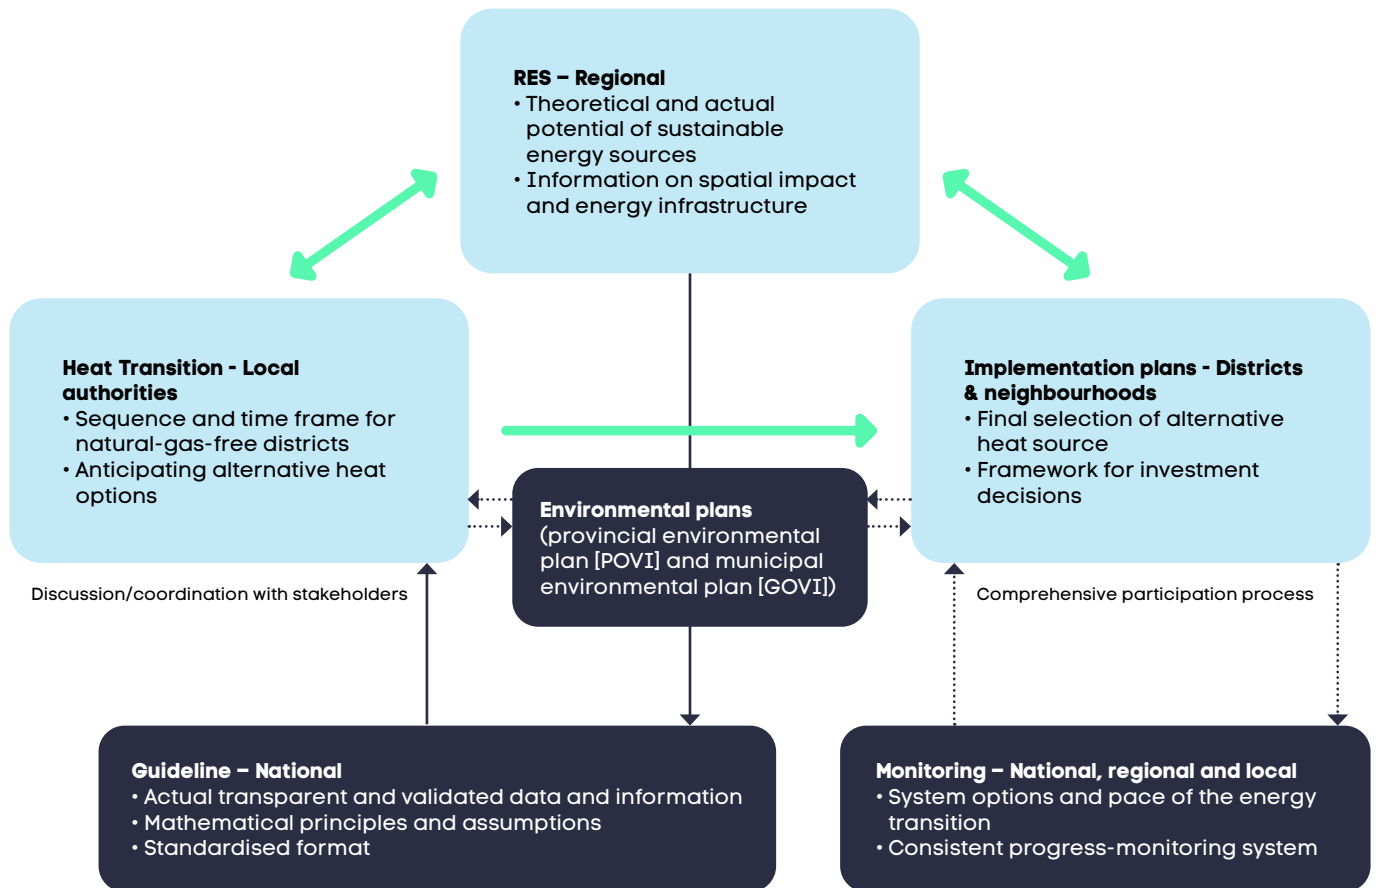 RES – Regional
• Theoretical and actual
potential of sustainable
energy sources
• Information on spatial impact
and energy infrastructure
Heat Transition - Local
authorities
• Sequence and time frame for
natural-gas-free districts
• Anticipating alternative heat
options
Implementation plans - Districts
& neighbourhoods
• Final selection of alternative
heat source
• Framework for investment
decisions
Environmental plans
(provincial environmental
plan [POVI] and municipal
environmental plan [GOVI])
Discussion/coordination with stakeholders
Comprehensive participation process
Guideline – National
• Actual transparent and validated data and information
• Mathematical principles and assumptions
• Standardised format
Monitoring – National, regional and local
• System options and pace of the energy
transition
• Consistent progress-monitoring system